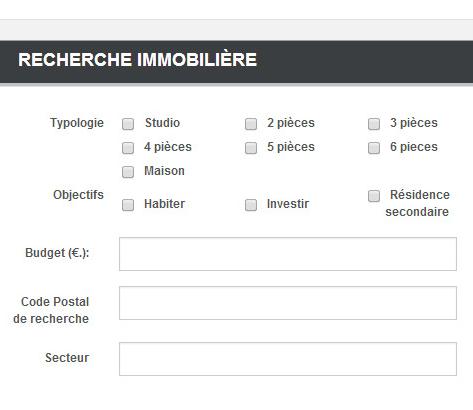 RECHERCHE IMMOBILIÈRE
Typologie Studio 2 pièces 3 pièces
4 pièces 5 pièces 6 pieces
Maison
Objectifs Habiter Investir Résidence
secondaire
Budget (€.):
Code Postal
de recherche
Secteur